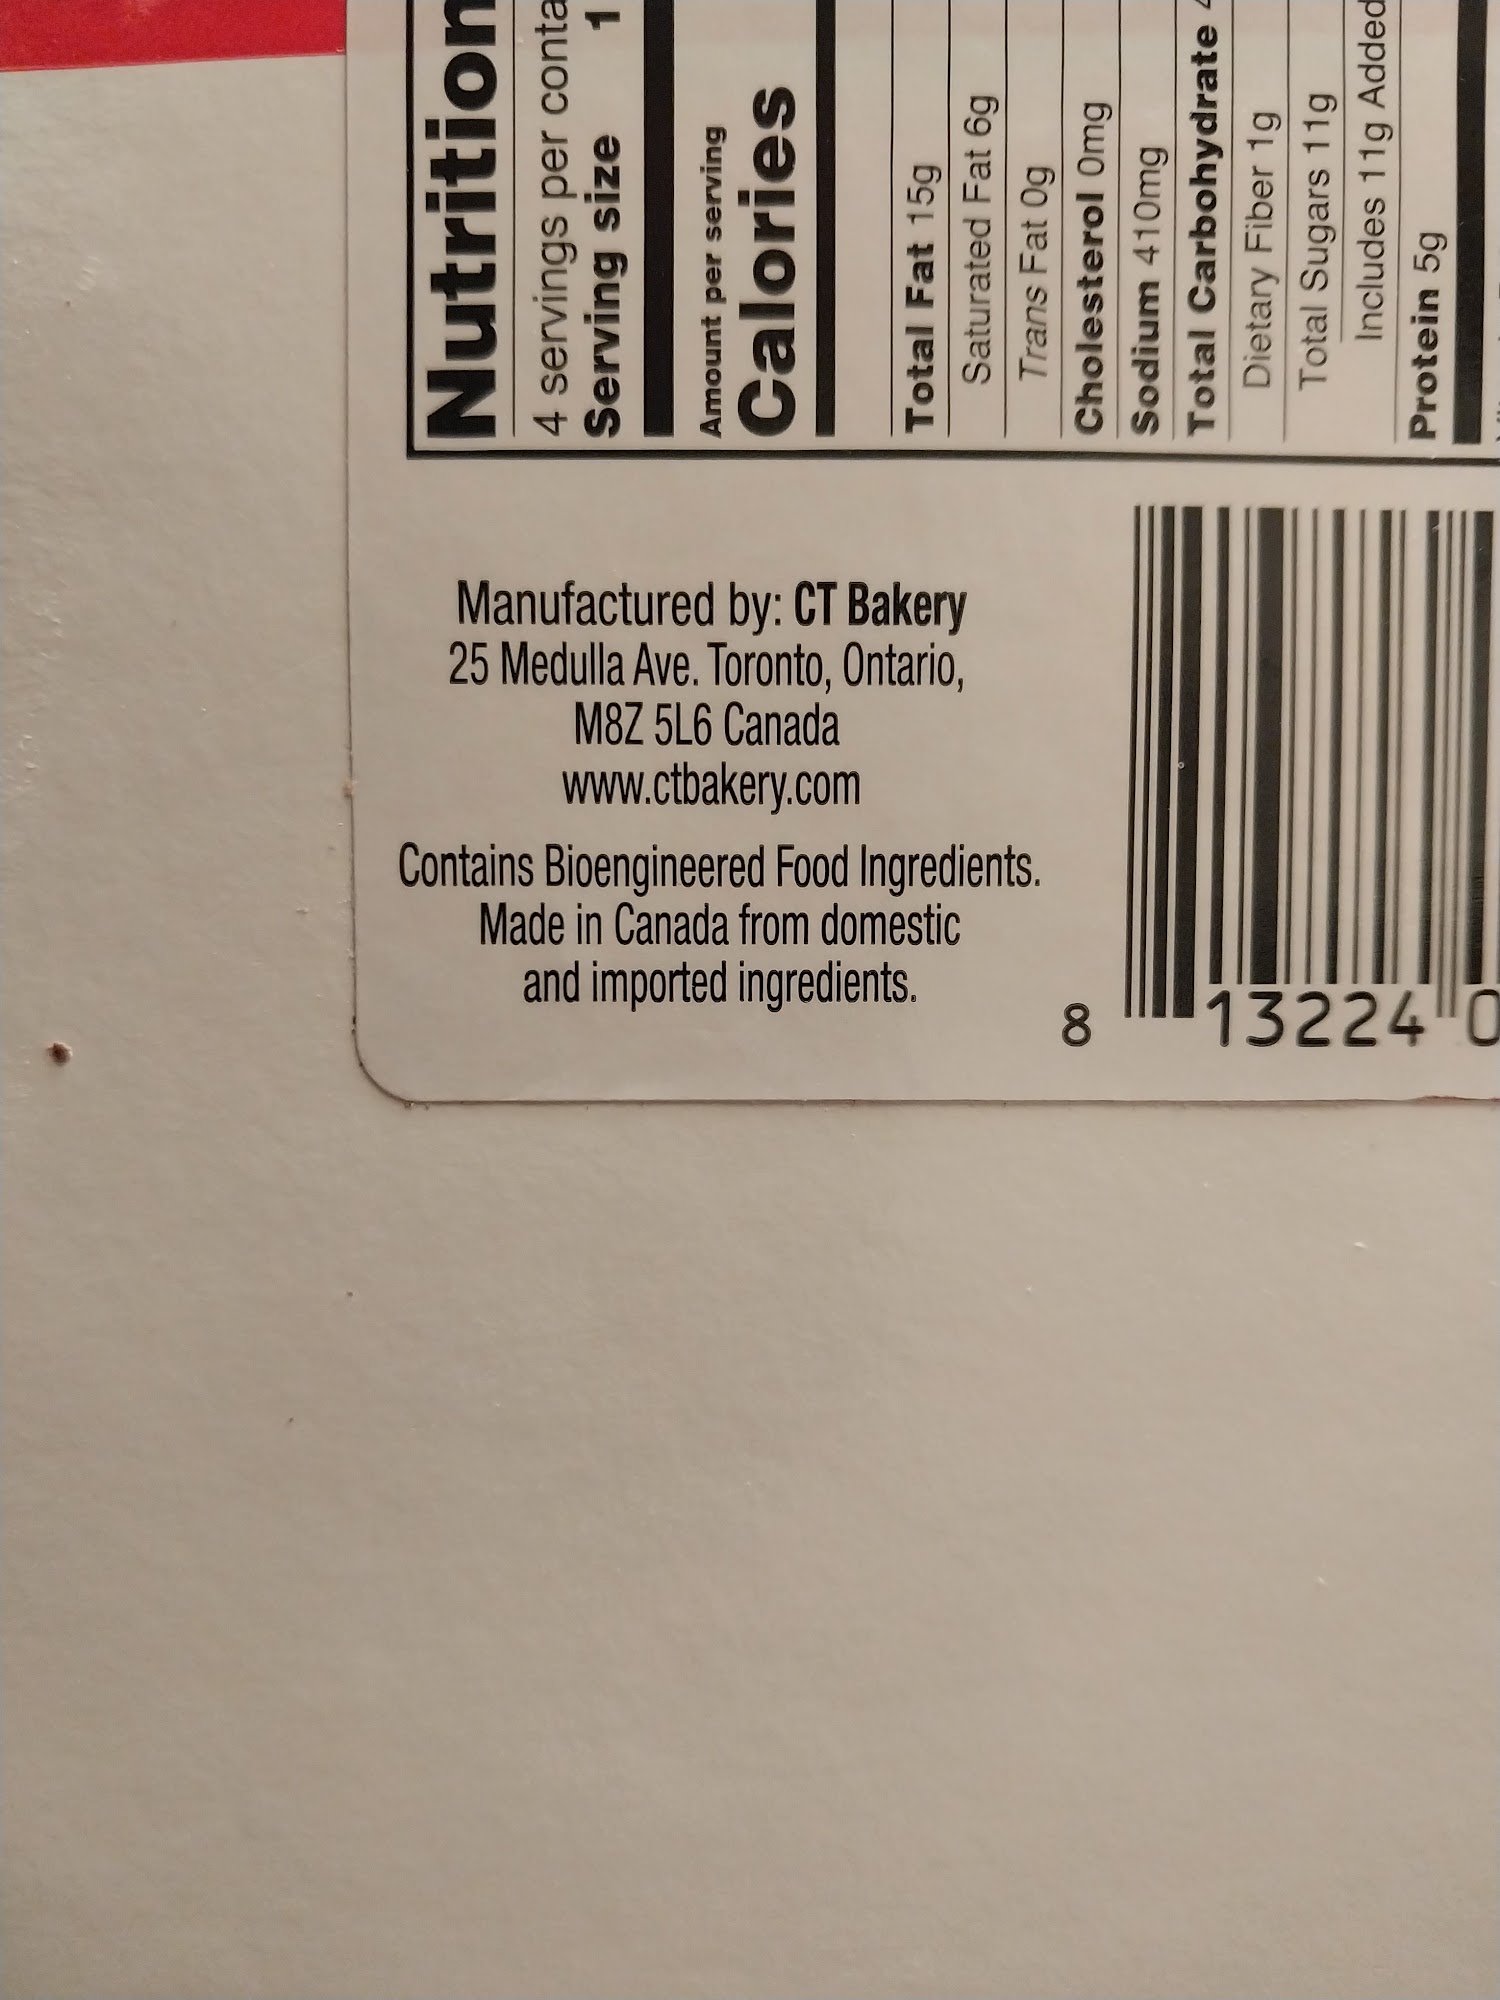 Nutrition
4 servings per
Serving size 1
Amount per serving
Calories
Total Fat 15g
Saturated Fat 6g
Trans Fat 0g
Cholesterol 0mg
Sodium 410mg
Total Carbohydrate
Dietary Fiber 1g
Total Sugars 11g
Includes 11g Added
Protein 5g
Manufactured by: CT Bakery
25 Medulla Ave. Toronto, Ontario,
M8Z 5L6 Canada
www.ctbakery.com
Contains Bioengineered Food Ingredients.
Made in Canada from domestic
and imported ingredients.
8 13224 0